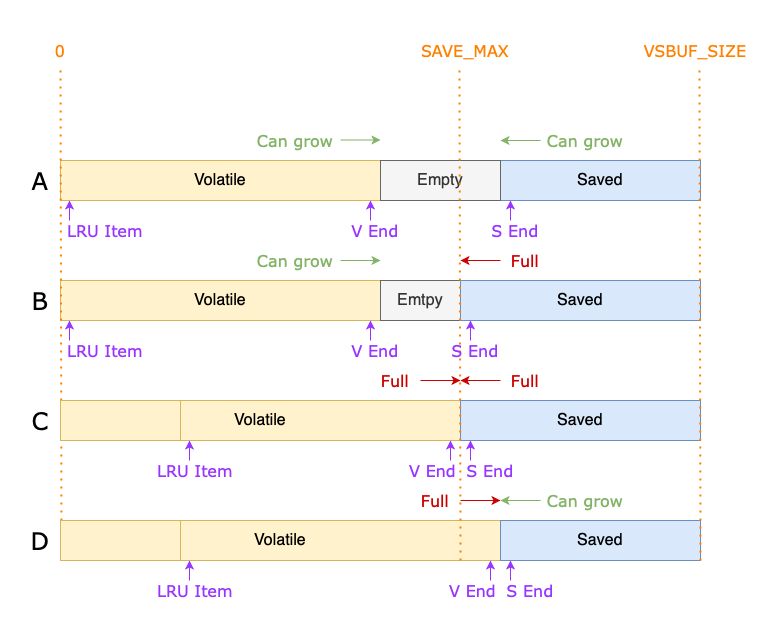 0 SAVE_MAX VSBUF_SIZE
Can grow Can grow
A Volatile Empty Saved
LRU Item V End S End
Can grow Full
B Volatile Emtpy Saved
LRU Item V End S End
Full Full
C Volatile Saved
LRU Item V End S End
Full Can grow
D Volatile Saved
LRU Item V End S End